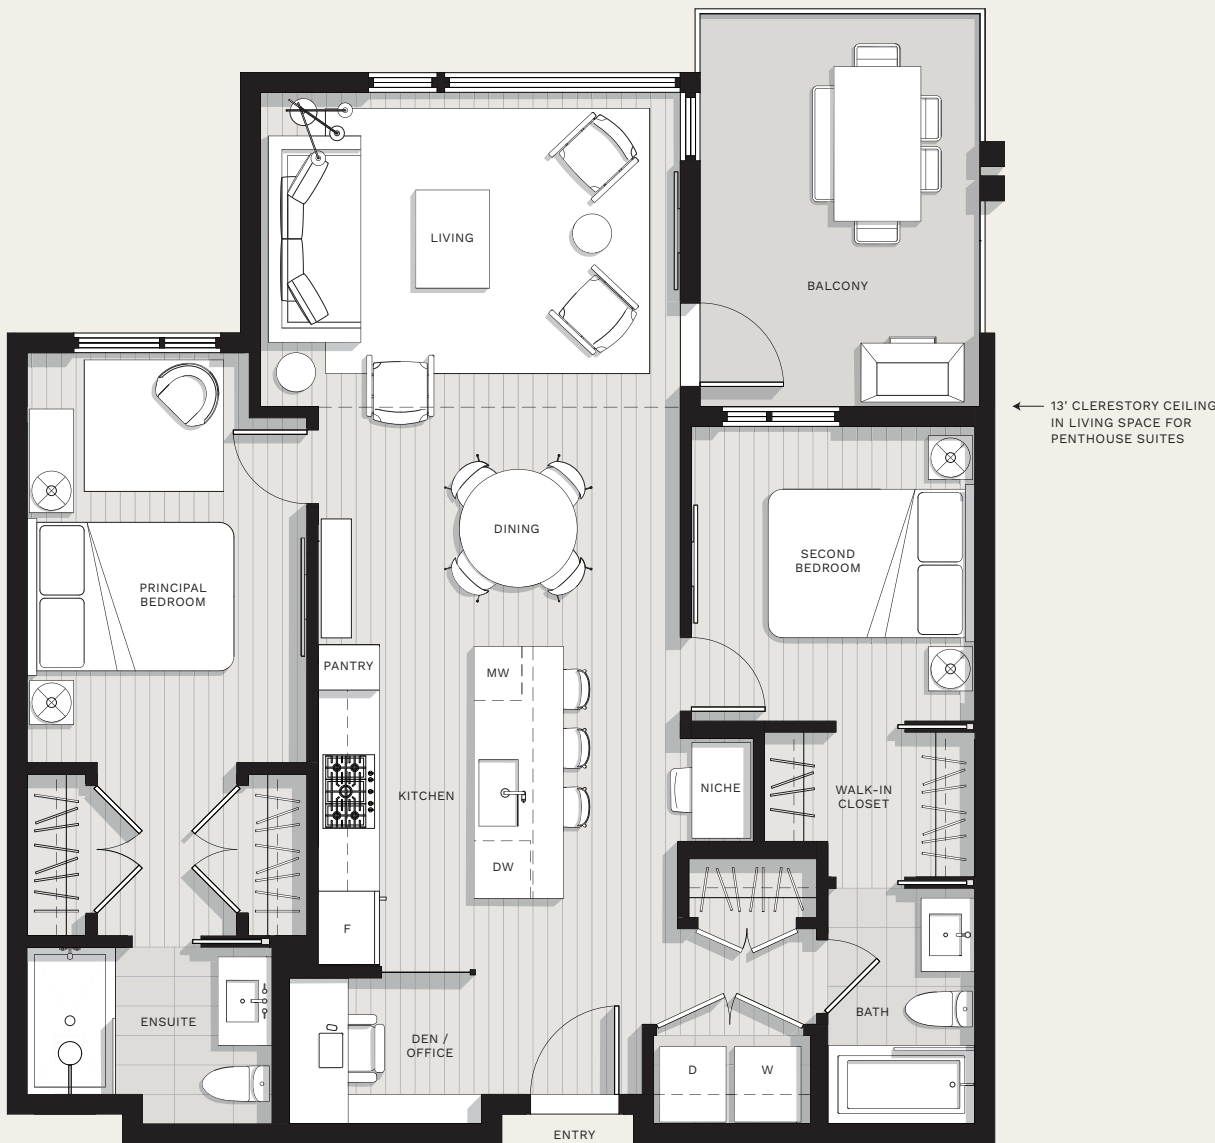 LIVING
BALCONY
13' CLERESTORY CEILING
IN LIVING SPACE FOR
PENTHOUSE SUITES
DINING
SECOND
BEDROOM
PRINCIPAL
BEDROOM
PANTRY
MW
KITCHEN
NICHE
WALK-IN
CLOSET
DW
F
ENSUITE
DEN /
OFFICE
BATH
D
W
ENTRY